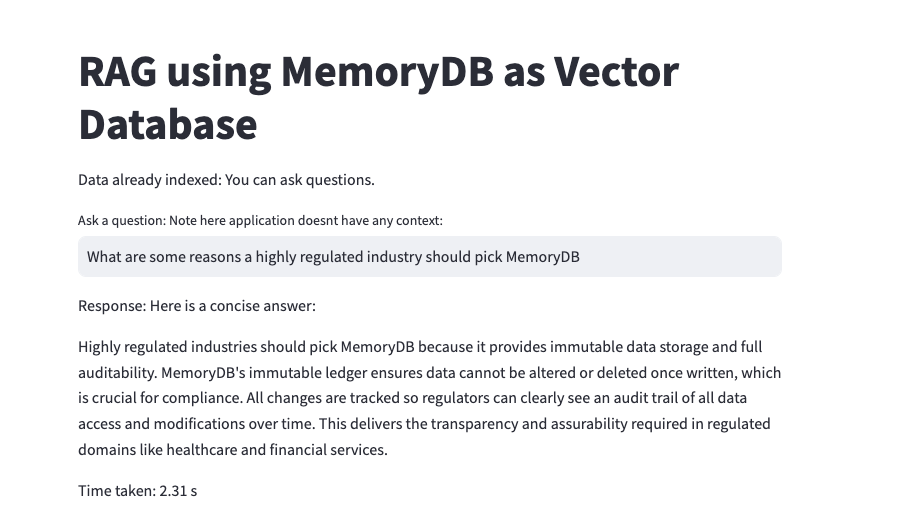 RAG using MemoryDB as Vector
Database
Data already indexed: You can ask questions.
Ask a question: Note here application doesnt have any context:
What are some reasons a highly regulated industry should pick MemoryDB
Response: Here is a concise answer:
Highly regulated industries should pick MemoryDB because it provides immutable data storage and full
auditability. MemoryDB's immutable ledger ensures data cannot be altered or deleted once written, which
is crucial for compliance. All changes are tracked so regulators can clearly see an audit trail of all data
access and modifications over time. This delivers the transparency and assurability required in regulated
domains like healthcare and financial services.
Time taken: 2.31 s